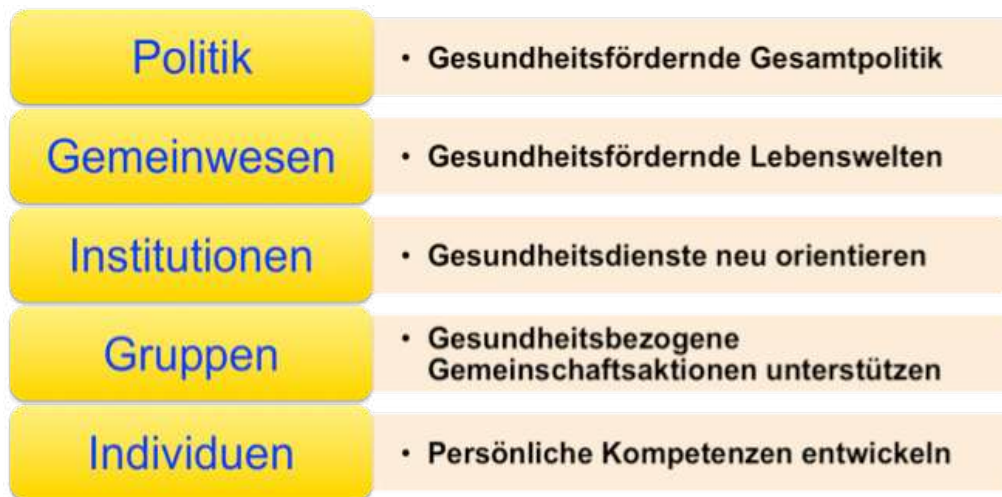 Politik
• Gesundheitsfördernde Gesamtpolitik
Gemeinwesen
• Gesundheitsfördernde Lebenswelten
Institutionen
• Gesundheitsdienste neu orientieren
Gruppen
• Gesundheitsbezogene
Gemeinschaftsaktionen unterstützen
Individuen
• Persönliche Kompetenzen entwickeln